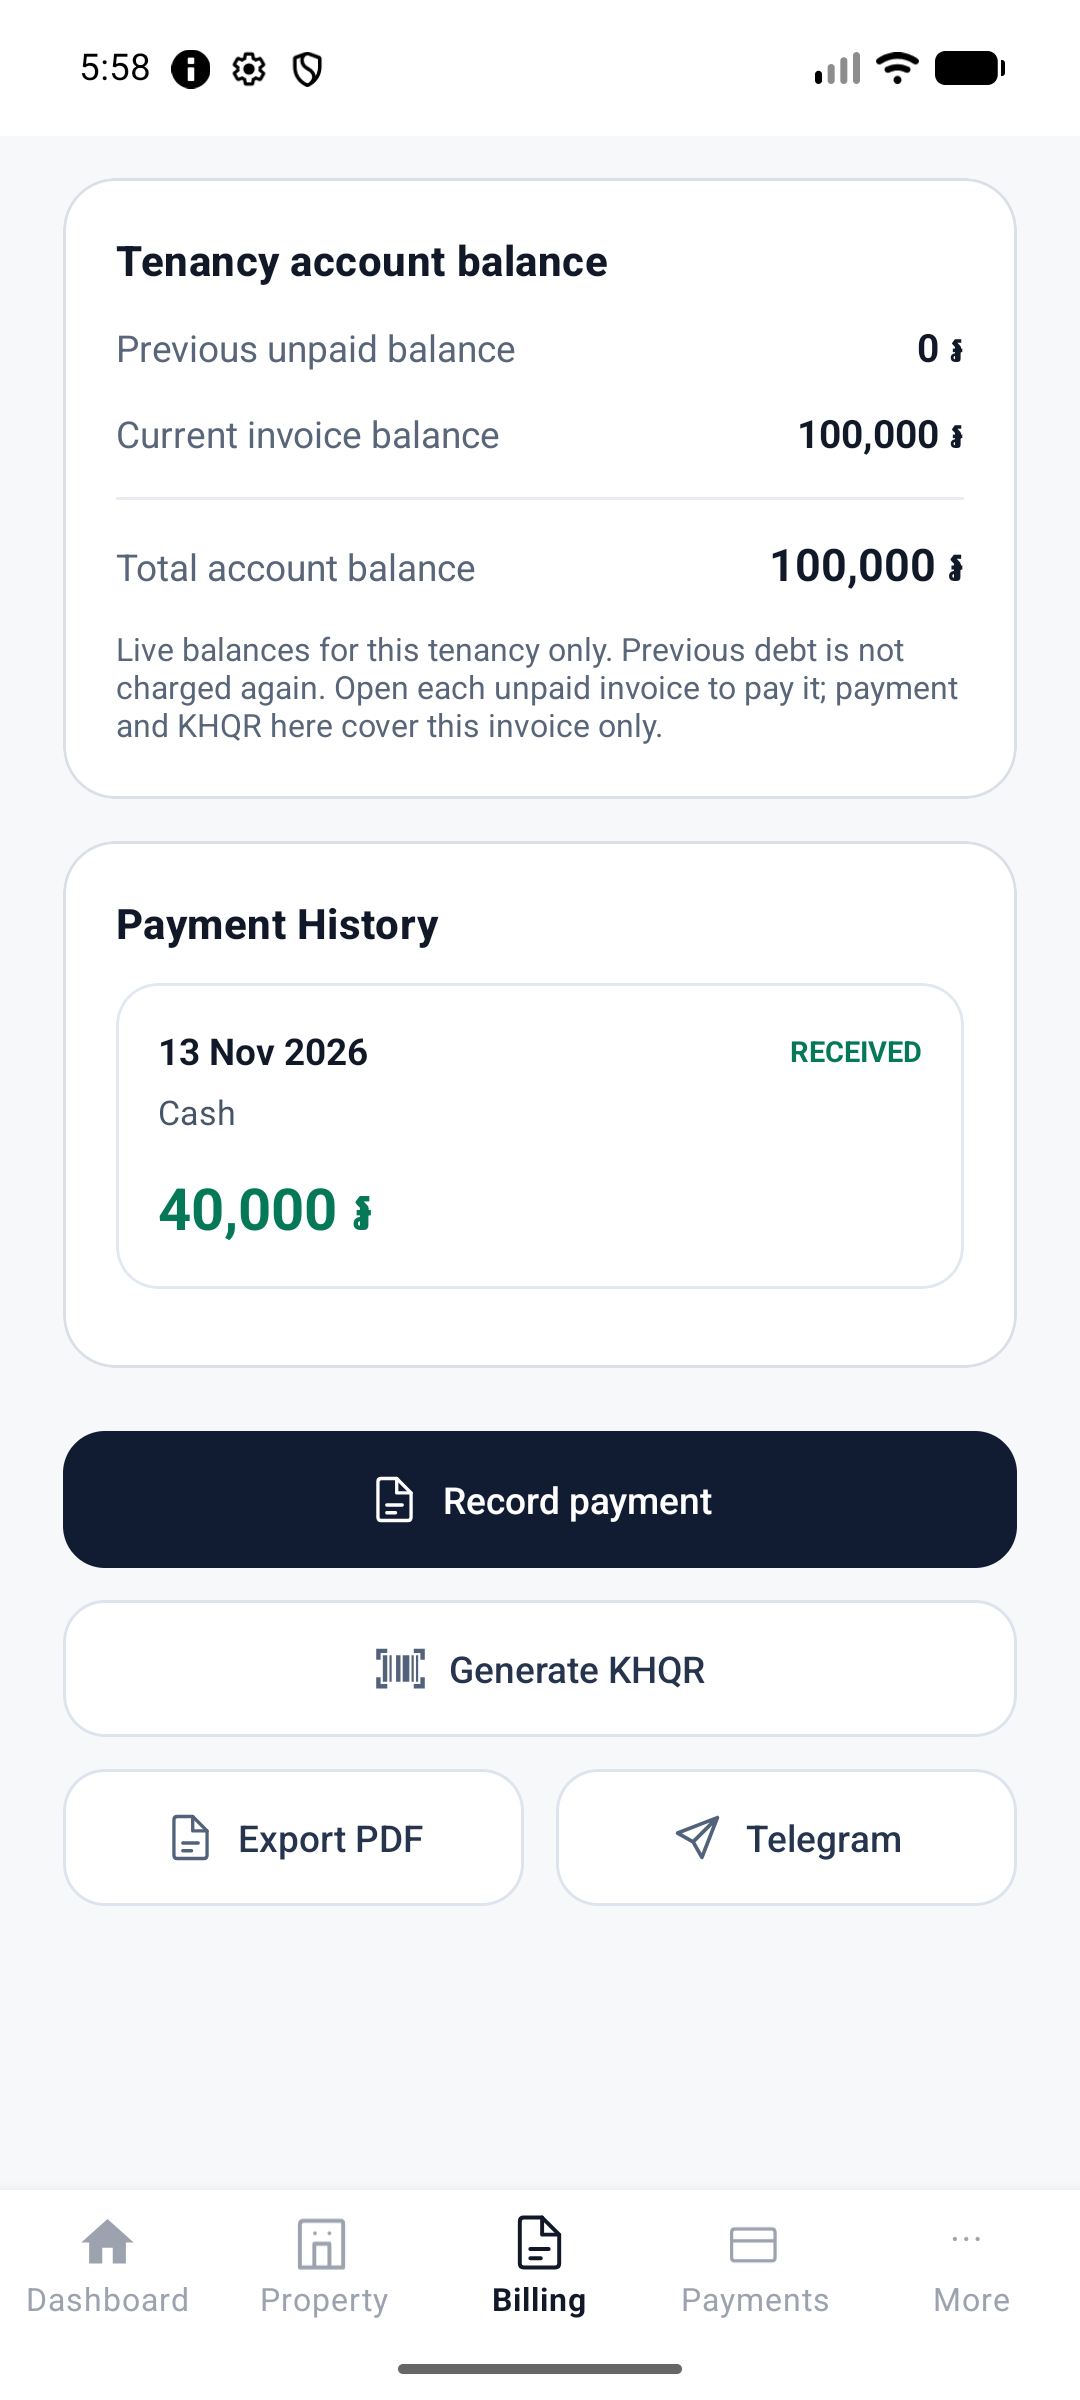 5:58
Tenancy account balance
Previous unpaid balance
0 ៛
Current invoice balance
100,000 ៛
Total account balance
100,000 ៛
Live balances for this tenancy only. Previous debt is not
charged again. Open each unpaid invoice to pay it; payment
and KHQR here cover this invoice only.
Payment History
13 Nov 2026
RECEIVED
Cash
40,000 ៛
Record payment
Generate KHQR
Export PDF
Telegram
Dashboard
Property
Billing
Payments
More